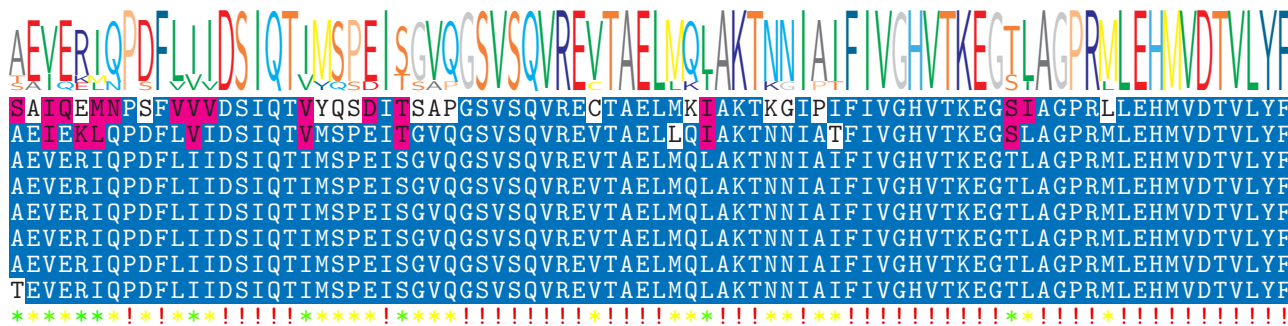 AEVERIQPDFLIIDSIQTIMSPEISGVQGSVSQVREVTAELMQLAKTNNIAIFIVGHVTKEGTLAGPRMLEHMVDTVLYF
SAIQEMNPSFVVVDSIQTVYQSDITSAPGSVSQVRECTAELMKIAKTKGIPIFIVGHVTKEGSIAGPRLLEHMVDTVLYF
AEIEKLQPDFLVIDSIQTVMSPEITGVQGSVSQVREVTAELLQIAKTNNIATFIVGHVTKEGSLAGPRMLEHMVDTVLYF
AEVERIQPDFLIIDSIQTIMSPEISGVQGSVSQVREVTAELMQLAKTNNIAIFIVGHVTKEGTLAGPRMLEHMVDTVLYF
AEVERIQPDFLIIDSIQTIMSPEISGVQGSVSQVREVTAELMQLAKTNNIAIFIVGHVTKEGTLAGPRMLEHMVDTVLYF
AEVERIQPDFLIIDSIQTIMSPEISGVQGSVSQVREVTAELMQLAKTNNIAIFIVGHVTKEGTLAGPRMLEHMVDTVLYF
AEVERIQPDFLIIDSIQTIMSPEISGVQGSVSQVREVTAELMQLAKTNNIAIFIVGHVTKEGTLAGPRMLEHMVDTVLYF
AEVERIQPDFLIIDSIQTIMSPEISGVQGSVSQVREVTAELMQLAKTNNIAIFIVGHVTKEGTLAGPRMLEHMVDTVLYF
TEVERIQPDFLIIDSIQTIMSPEISGVQGSVSQVREVTAELMQLAKTNNIAIFIVGHVTKEGTLAGPRMLEHMVDTVLYF
*******!*!***!!!!!*****!****!!!!!!!!*!!!!***!!!**!**!!!!!!!!!!**!!!!*!!!!!!!!!!!